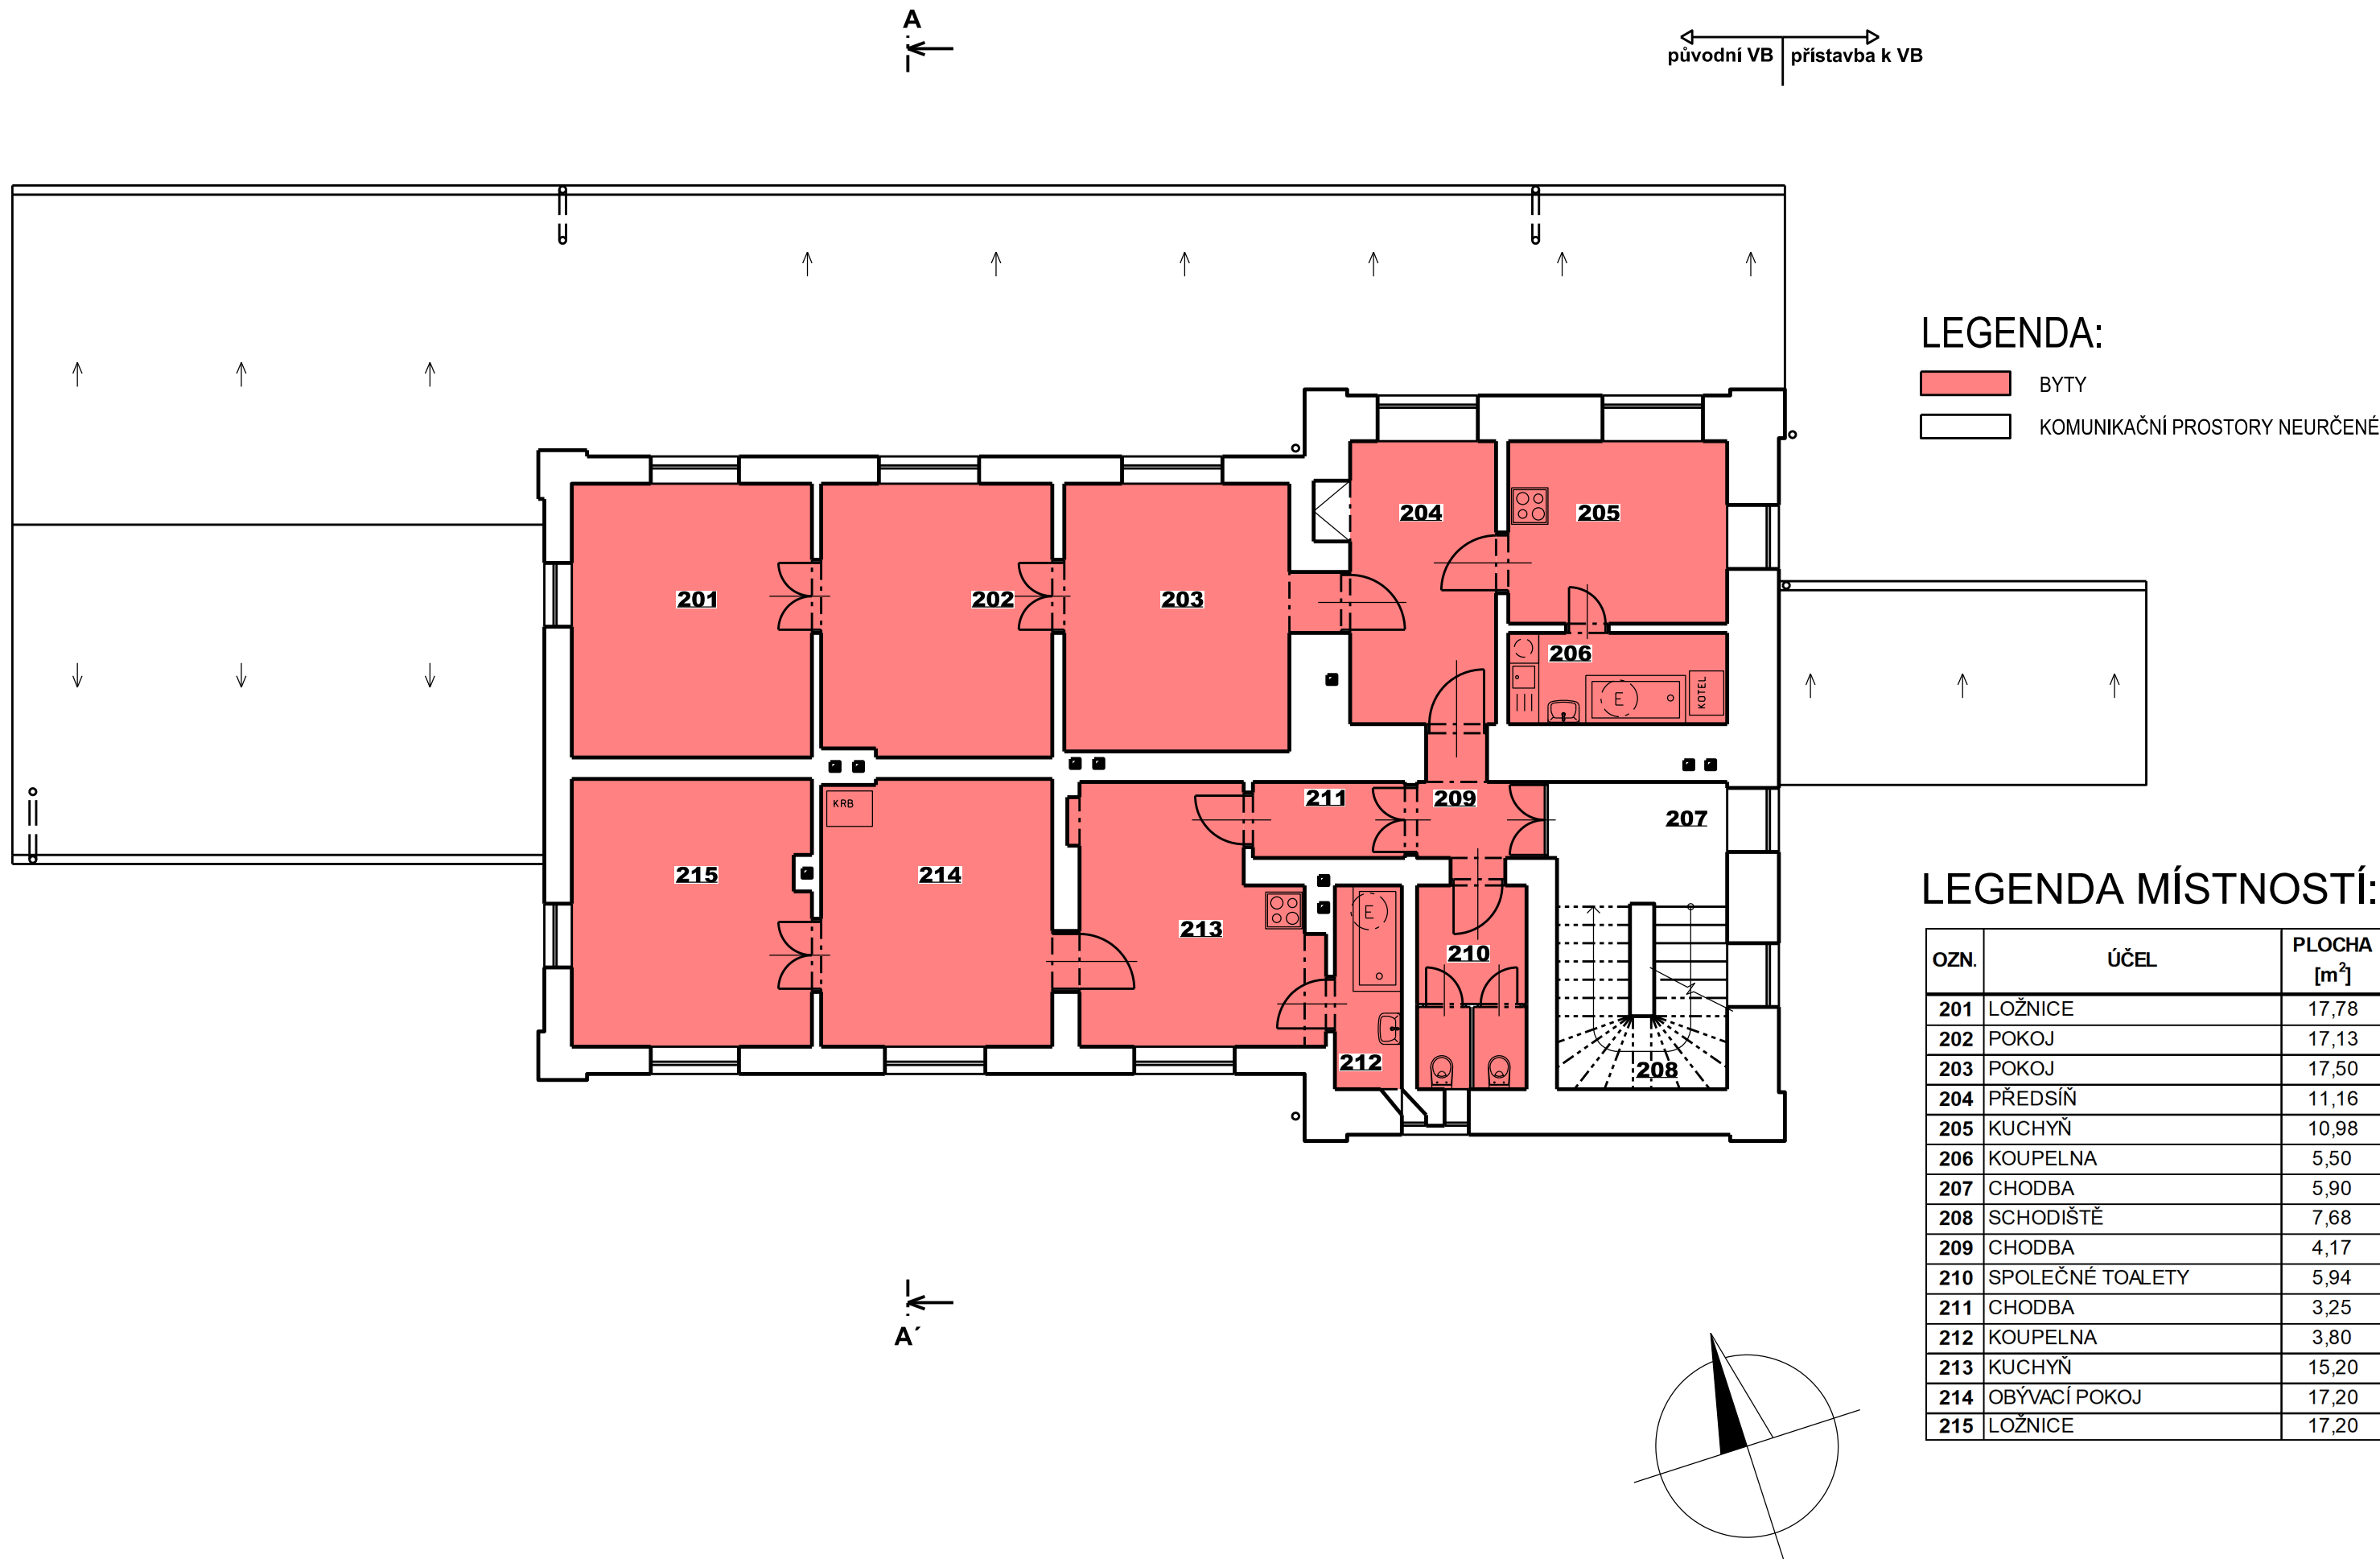 A
původní VB přístavba k VB
LEGENDA:
BYTY
KOMUNIKAČNÍ PROSTORY NEURČENÉ
204 205
201 202 203
206
E
KOTEL
KRB
211 209
207
215 214
E
213
210
212
208
LEGENDA MÍSTNOSTÍ:
OZN. ÚČEL PLOCHA [m²]
201 LOŽNICE 17,78
202 POKOJ 17,13
203 POKOJ 17,50
204 PŘEDSÍŇ 11,16
205 KUCHYŇ 10,98
206 KOUPELNA 5,50
207 CHODBA 5,90
208 SCHODIŠTĚ 7,68
209 CHODBA 4,17
210 SPOLEČNÉ TOALETY 5,94
211 CHODBA 3,25
212 KOUPELNA 3,80
213 KUCHYŇ 15,20
214 OBÝVACÍ POKOJ 17,20
215 LOŽNICE 17,20
A´